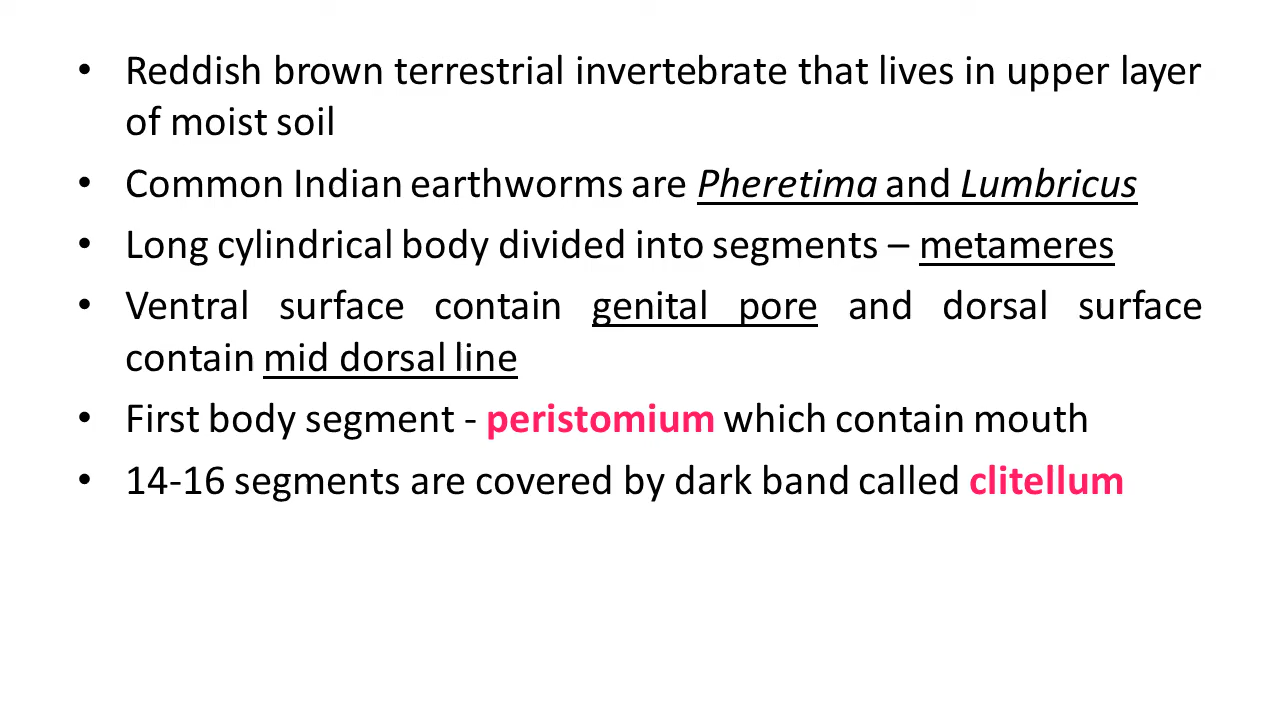 • Reddish brown terrestrial invertebrate that lives in upper layer
of moist soil
• Common Indian earthworms are Pheretima and Lumbricus
• Long cylindrical body divided into segments – metameres
• Ventral surface contain genital pore and dorsal surface
contain mid dorsal line
• First body segment - peristomium which contain mouth
• 14-16 segments are covered by dark band called clitellum